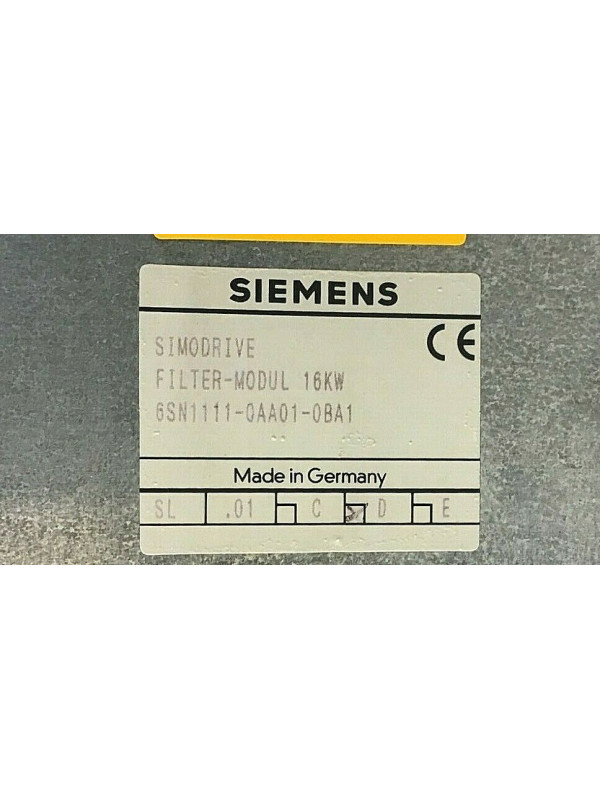 SIEMENS
CE
SIMODRIVE
FILTER-MODUL 16KW
6SN1111-0AA01-0BA1
Made in Germany
SL .01 C D E